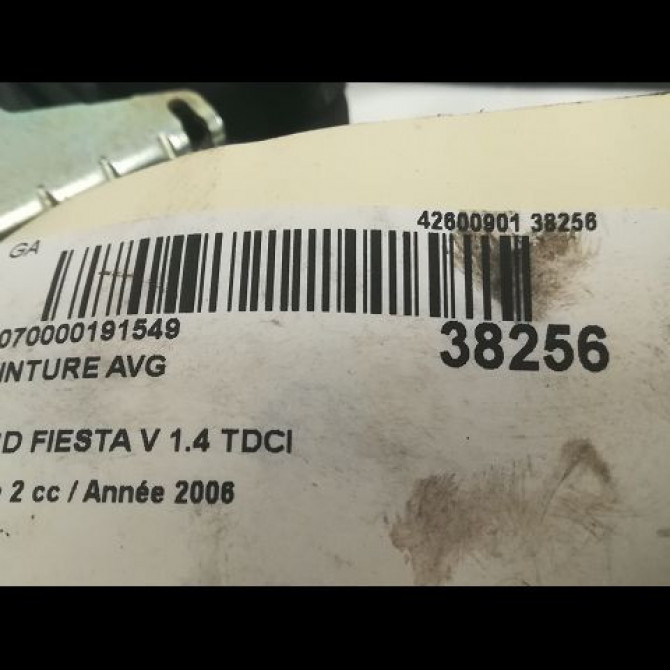 42600901 38256
GA
070000191549
38256
INTURE AVG
D FIESTA V 1.4 TDCI
2 cc / Année 2006